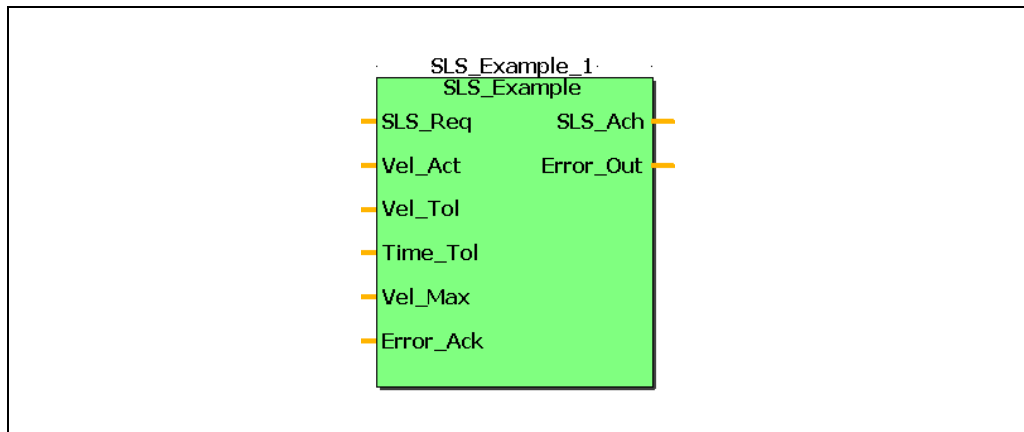 SLS_Example_1
SLS_Example
SLS_Req SLS_Ach
Vel_Act Error_Out
Vel_Tol
Time_Tol
Vel_Max
Error_Ack